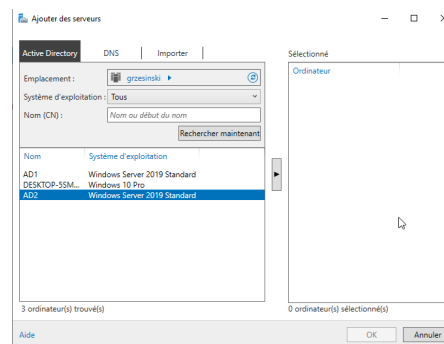 Ajouter des serveurs
Active Directory DNS Importer
Sélectionné
Emplacement : grzesinski
Système d'exploitation : Tous
Nom (CN) : Nom ou début du nom
Rechercher maintenant
Ordinateur
Nom Système d'exploitation
AD1 Windows Server 2019 Standard
DESKTOP-5SM... Windows 10 Pro
AD2 Windows Server 2019 Standard
3 ordinateur(s) trouvé(s)
0 ordinateur(s) sélectionné(s)
Aide
OK Annuler